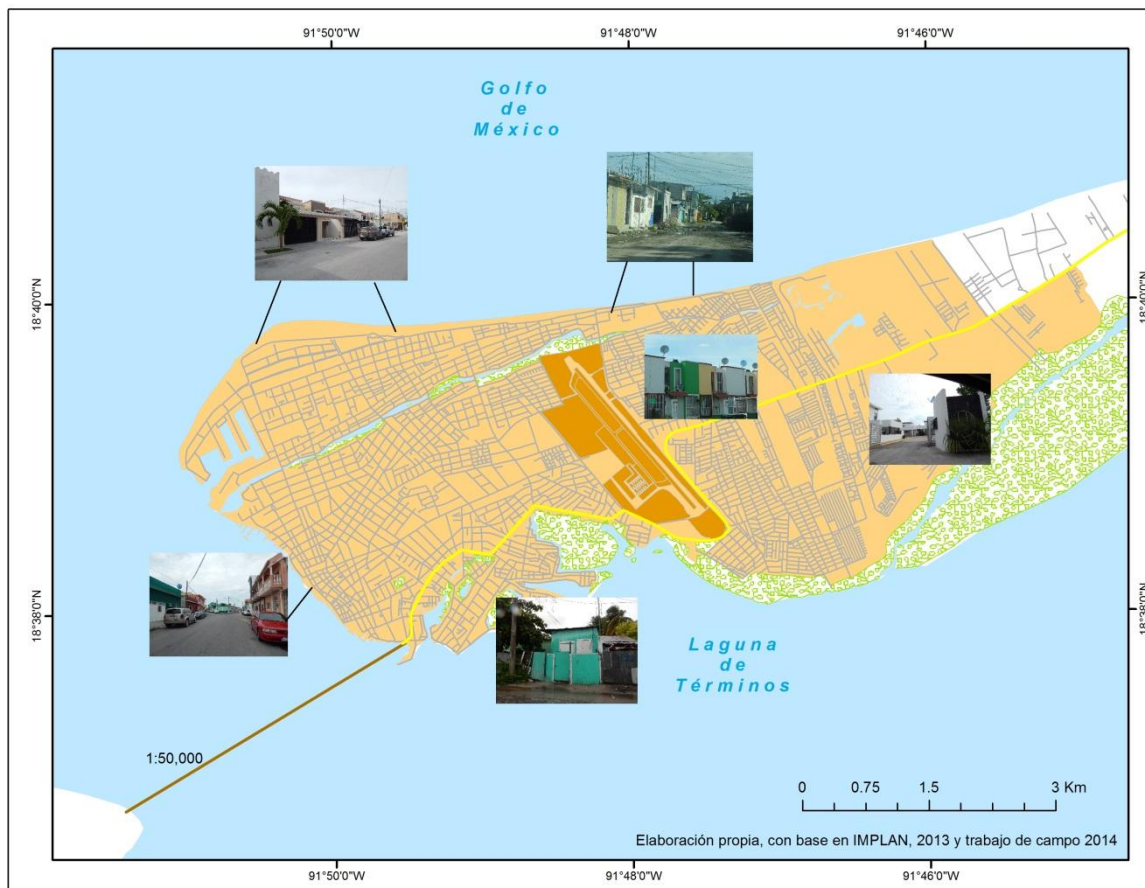 91°50'0"W
91°48'0"W
91°46'0"W
Golfo
de
México
18°40'0"N
18°40'0"N
18°38'0"N
18°38'0"N
Laguna
de
Términos
1:50,000
0 0.75 1.5 3 Km
Elaboración propia, con base en IMPLAN, 2013 y trabajo de campo 2014
91°50'0"W
91°48'0"W
91°46'0"W